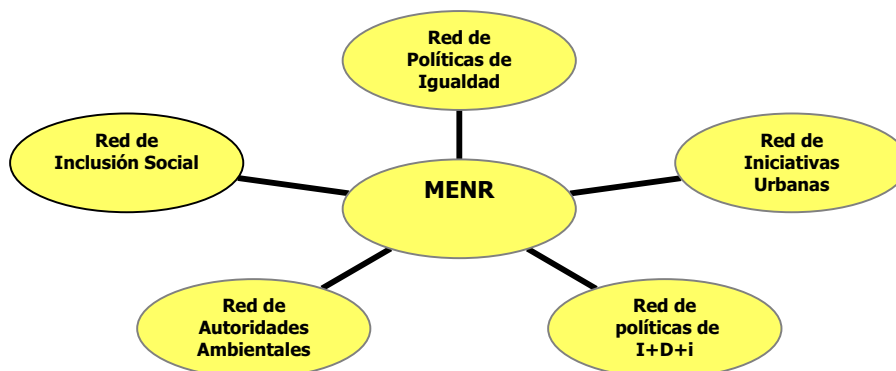 Red de
Políticas de
Igualdad
Red de
Inclusión Social
Red de
Iniciativas
Urbanas
MENR
Red de
Autoridades
Ambientales
Red de
políticas de
I+D+i